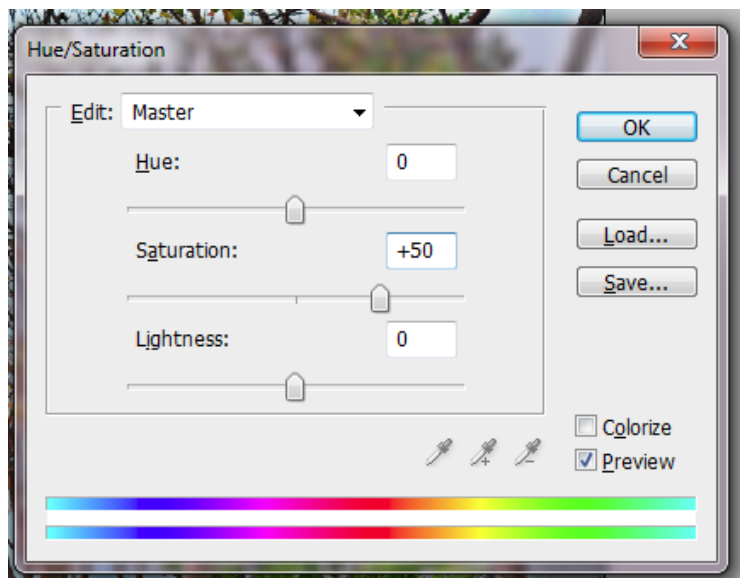 Hue/Saturation
Edit: Master
Hue: 0
Saturation: +50
Lightness: 0
OK
Cancel
Load...
Save...
Colorize
Preview